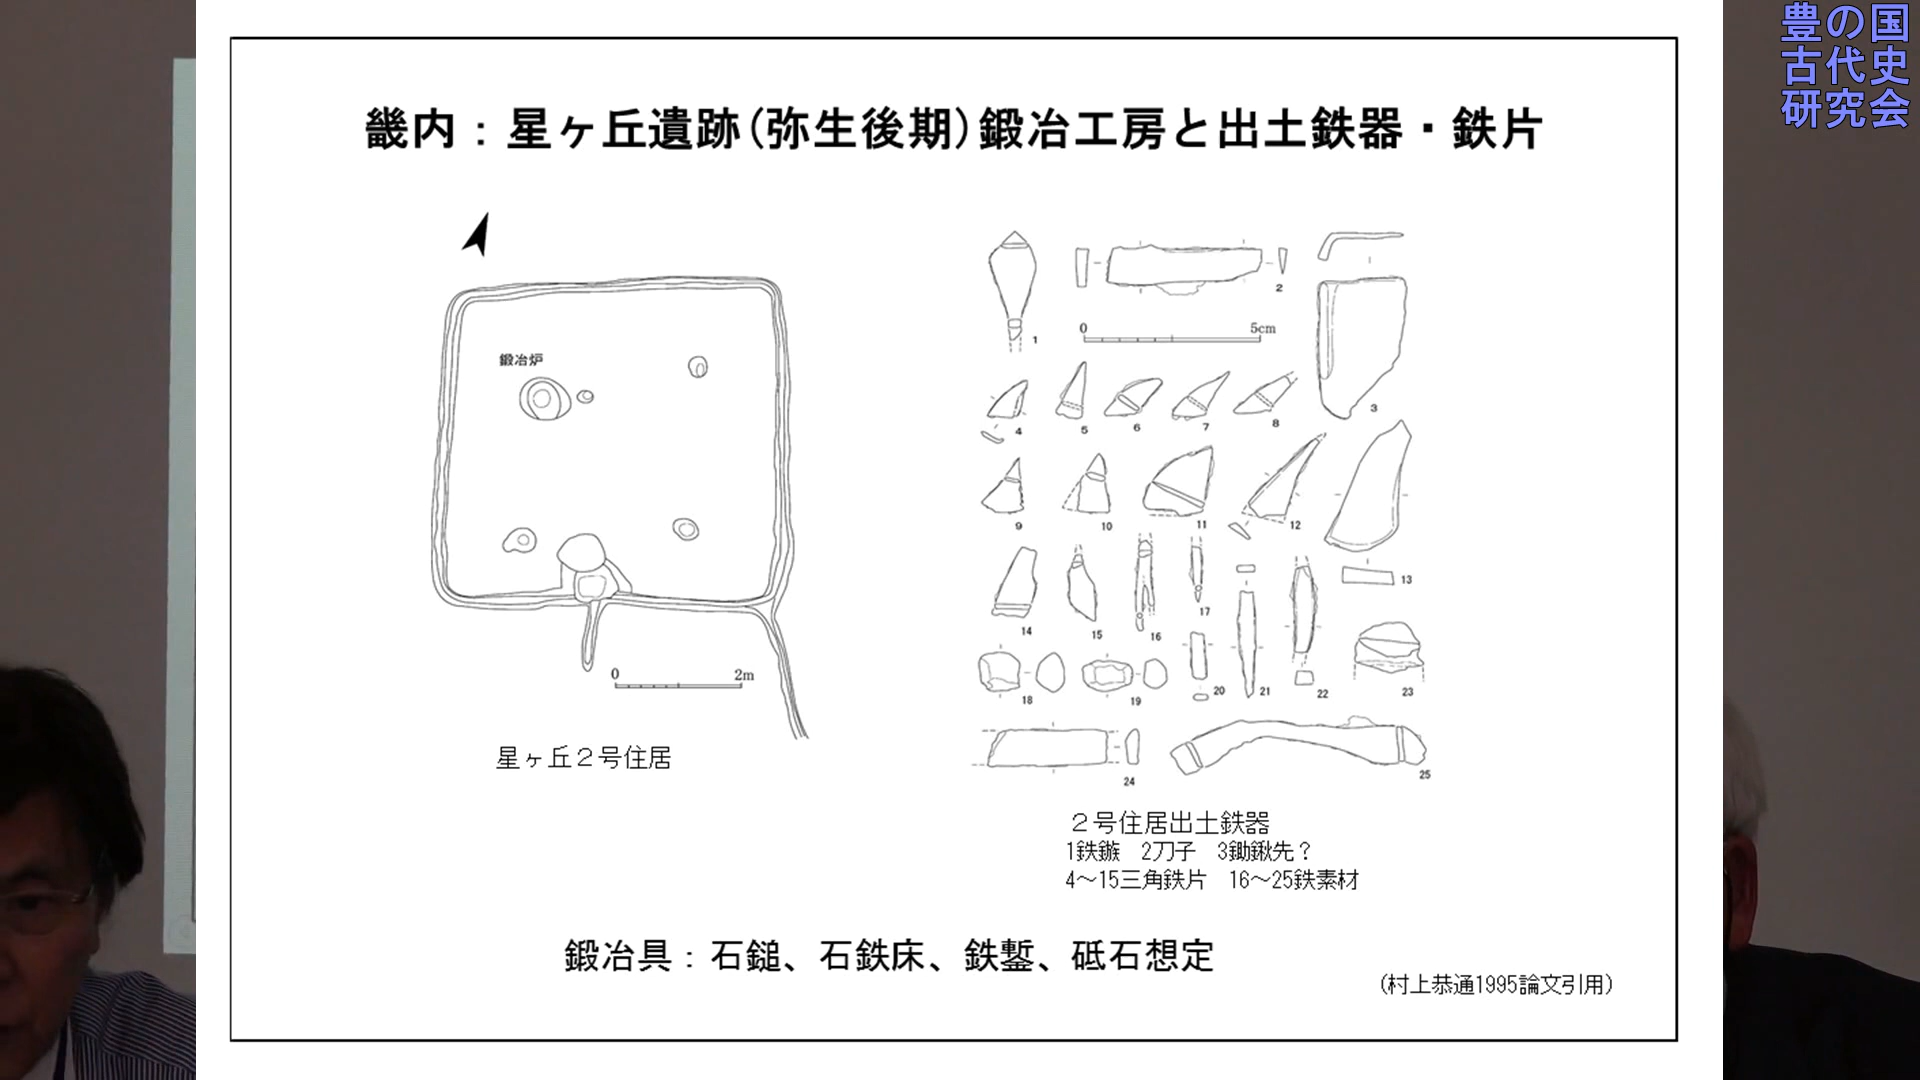 豊の国
古代史
研究会
畿内：星ヶ丘遺跡(弥生後期)鍛冶工房と出土鉄器・鉄片
鍛冶炉
0 2m
星ヶ丘２号住居
1
2
0 5cm
3
4
5
6
7
8
9
10
11
12
13
14
15
16
17
18
19
20
21
22
23
24
25
２号住居出土鉄器
1鉄鏃　2刀子　3鋤鍬先？
4～15三角鉄片　16～25鉄素材
鍛冶具：石鎚、石鉄床、鉄鏨、砥石想定
(村上恭通1995論文引用)